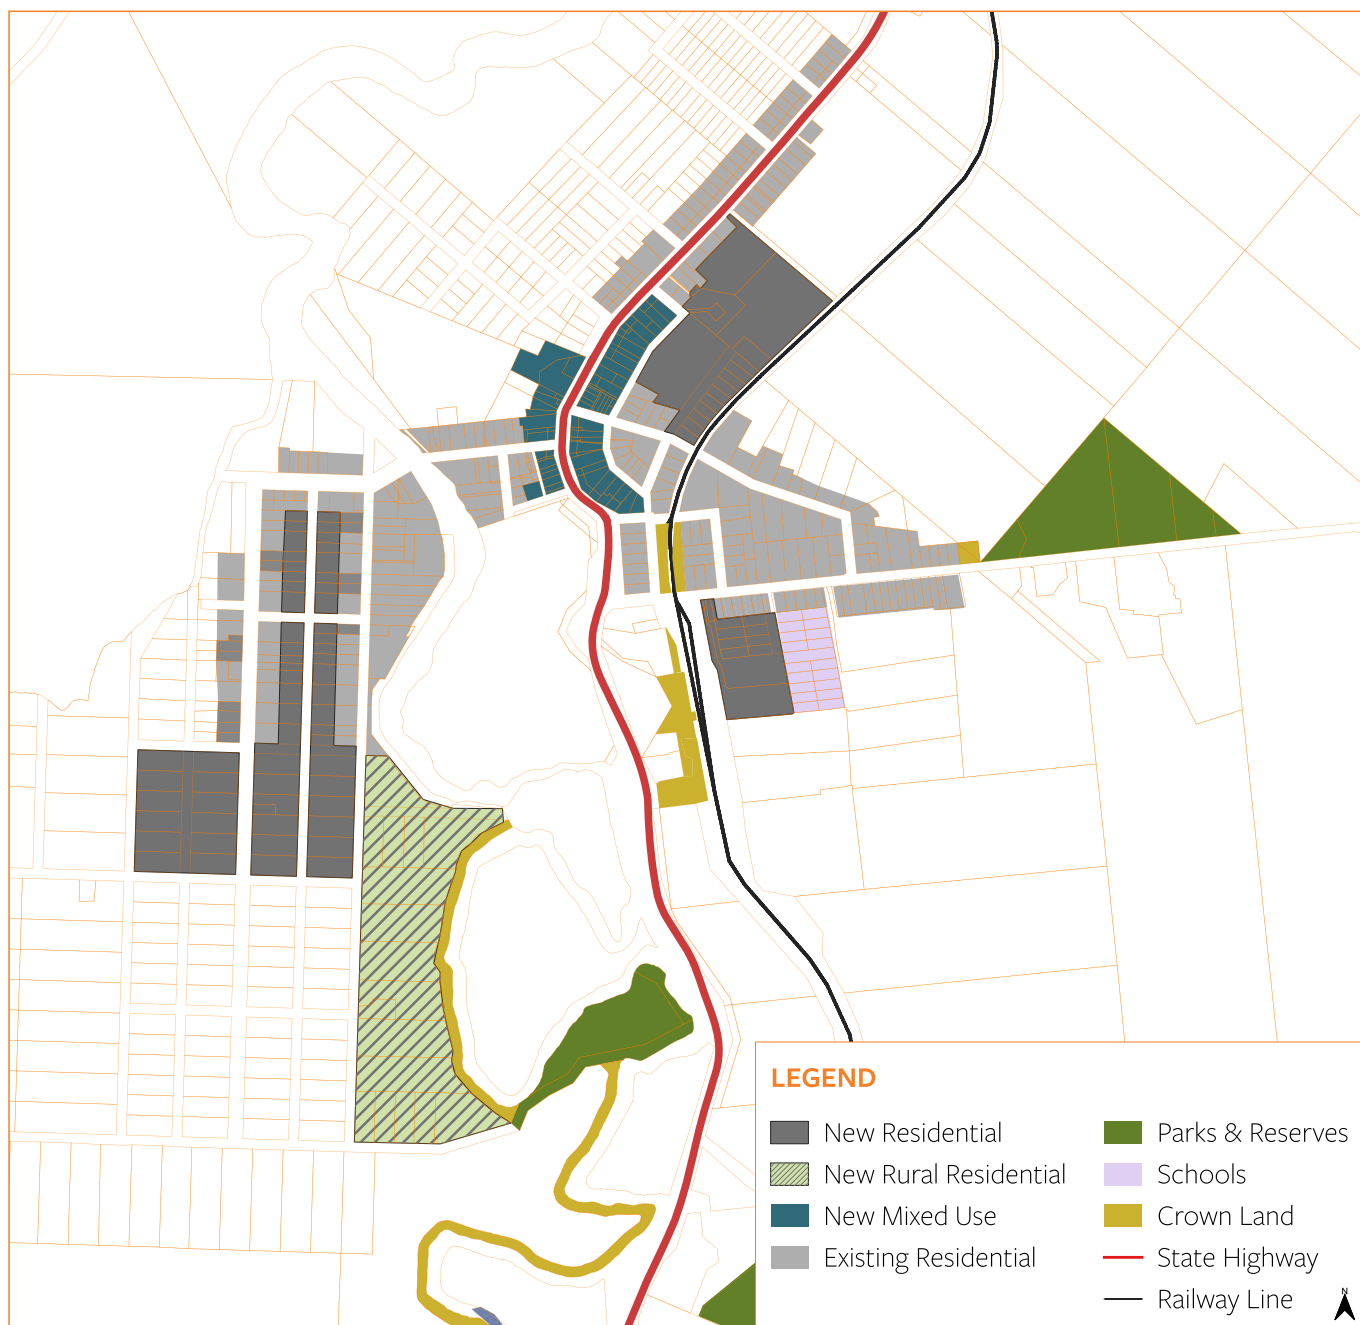 LEGEND
New Residential
New Rural Residential
New Mixed Use
Existing Residential
Parks & Reserves
Schools
Crown Land
State Highway
Railway Line
N